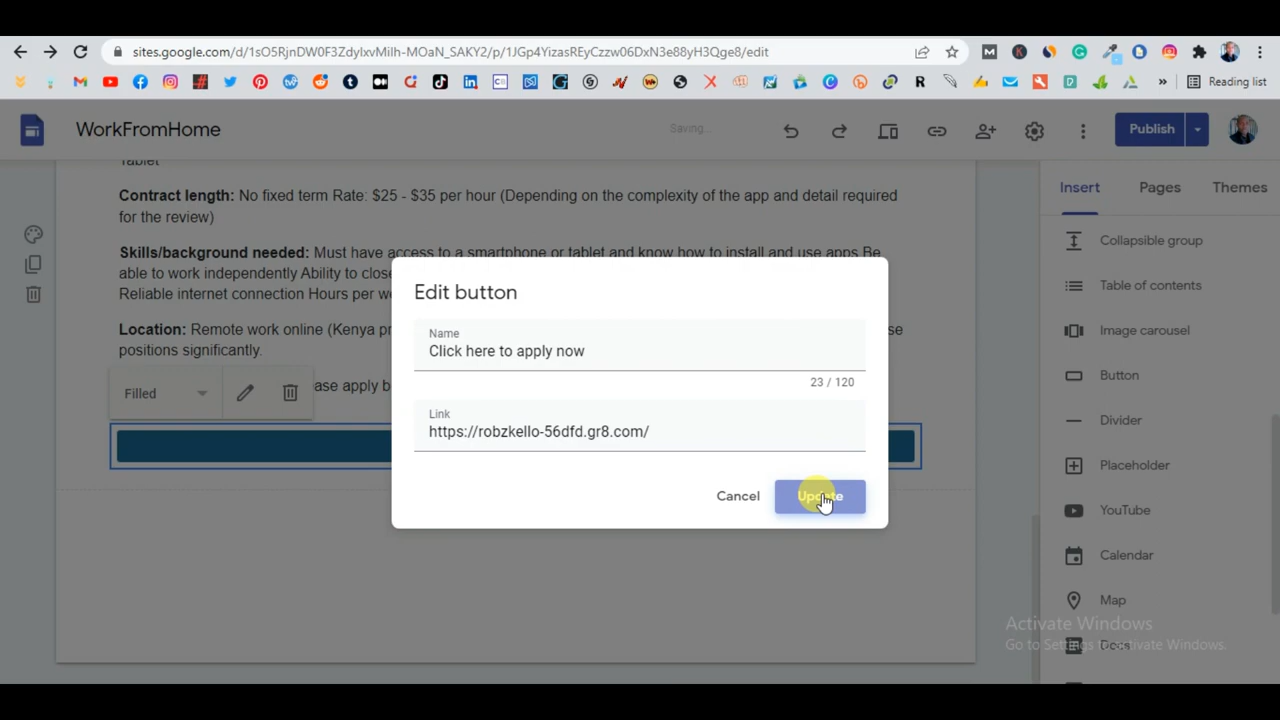 sites.google.com/d/1sO5RjnDW0F3ZdylxvMilh-MOaN_SAKY2/p/1JGp4YizasREyCzzw06DxN3e88yH3Qge8/edit
Reading list
WorkFromHome
Saving...
Publish
Tablet
Insert
Pages
Themes
Contract length: No fixed term Rate: $25 - $35 per hour (Depending on the complexity of the app and detail required
for the review)
Skills/background needed: Must have access to a smartphone or tablet and know how to install and use apps Be
able to work independently Ability to close
Reliable internet connection Hours per we
Location: Remote work online (Kenya pr
se
positions significantly.
Filled
ase apply b
Edit button
Name
Click here to apply now
23 / 120
Link
https://robzkello-56dfd.gr8.com/
Cancel
Update
Collapsible group
Table of contents
Image carousel
Button
Divider
Placeholder
YouTube
Calendar
Map
Activate Windows
Go to Settings to activate Windows.